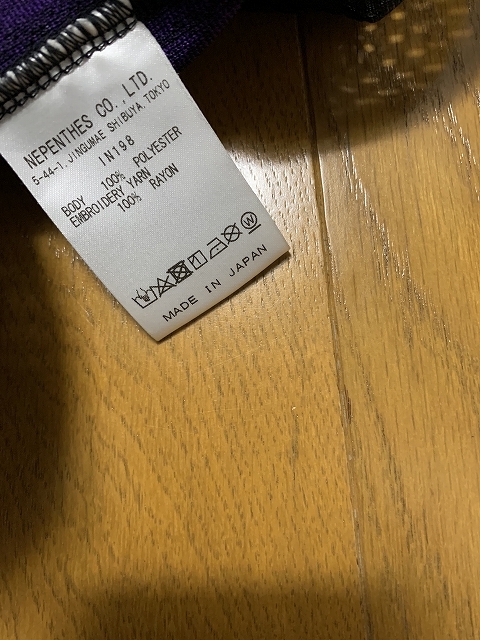 NEPENTHES CO.,LTD.
5-44-1,JINGUMAE SHIBUYA,TOKYO
IN198
BODY 100% POLYESTER
EMBROIDERY YARN
100% RAYON
MADE IN JAPAN